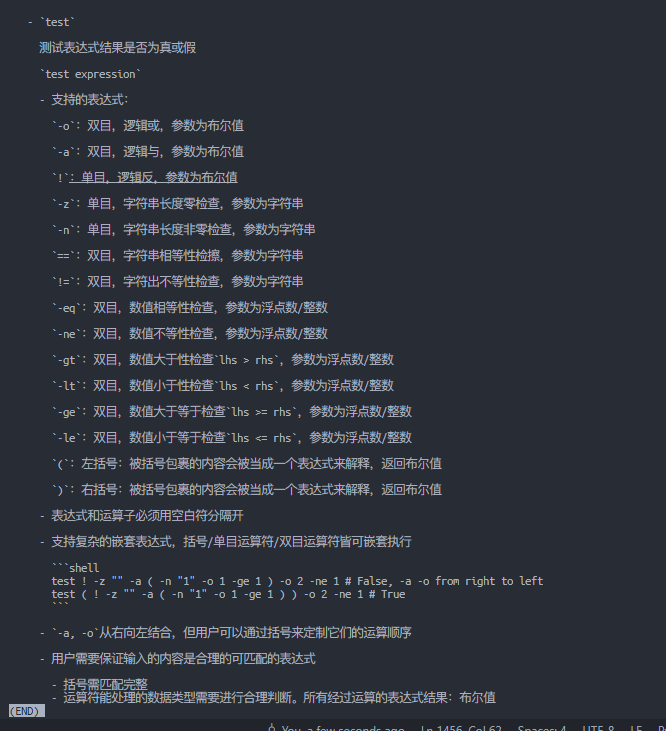 - `test`
测试表达式结果是否为真或假
`test expression`
- 支持的表达式:
`-o`: 双目, 逻辑或, 参数为布尔值
`-a`: 双目, 逻辑与, 参数为布尔值
`!`: 单目, 逻辑反, 参数为布尔值
`-z`: 单目, 字符串长度零检查, 参数为字符串
`-n`: 单目, 字符串长度非零检查, 参数为字符串
`==`: 双目, 字符串相等性检擦, 参数为字符串
`!=`: 双目, 字符出不等性检查, 参数为字符串
`-eq`: 双目, 数值相等性检查, 参数为浮点数/整数
`-ne`: 双目, 数值不等性检查, 参数为浮点数/整数
`-gt`: 双目, 数值大于性检查`lhs > rhs`, 参数为浮点数/整数
`-lt`: 双目, 数值小于性检查`lhs < rhs`, 参数为浮点数/整数
`-ge`: 双目, 数值大于等于检查`lhs >= rhs`, 参数为浮点数/整数
`-le`: 双目, 数值小于等于检查`lhs <= rhs`, 参数为浮点数/整数
`(`: 左括号: 被括号包裹的内容会被当成一个表达式来解释, 返回布尔值
`)`: 右括号: 被括号包裹的内容会被当成一个表达式来解释, 返回布尔值
- 表达式和运算子必须用空白符分隔开
- 支持复杂的嵌套表达式, 括号/单目运算符/双目运算符皆可嵌套执行
```shell
test ! -z "" -a ( -n "1" -o 1 -ge 1 ) -o 2 -ne 1 # False, -a -o from right to left
test ( ! -z "" -a ( -n "1" -o 1 -ge 1 ) ) -o 2 -ne 1 # True
```
- `-a, -o`从右向左结合, 但用户可以通过括号来定制它们的运算顺序
- 用户需要保证输入的内容是合理的可匹配的表达式
- 括号需匹配完整
- 运算符能处理的数据类型需要进行合理判断。所有经过运算的表达式结果: 布尔值
(END)
You, a few seconds ago Ln 1456, Col 62 Spaces: 4 UTF-8 LF